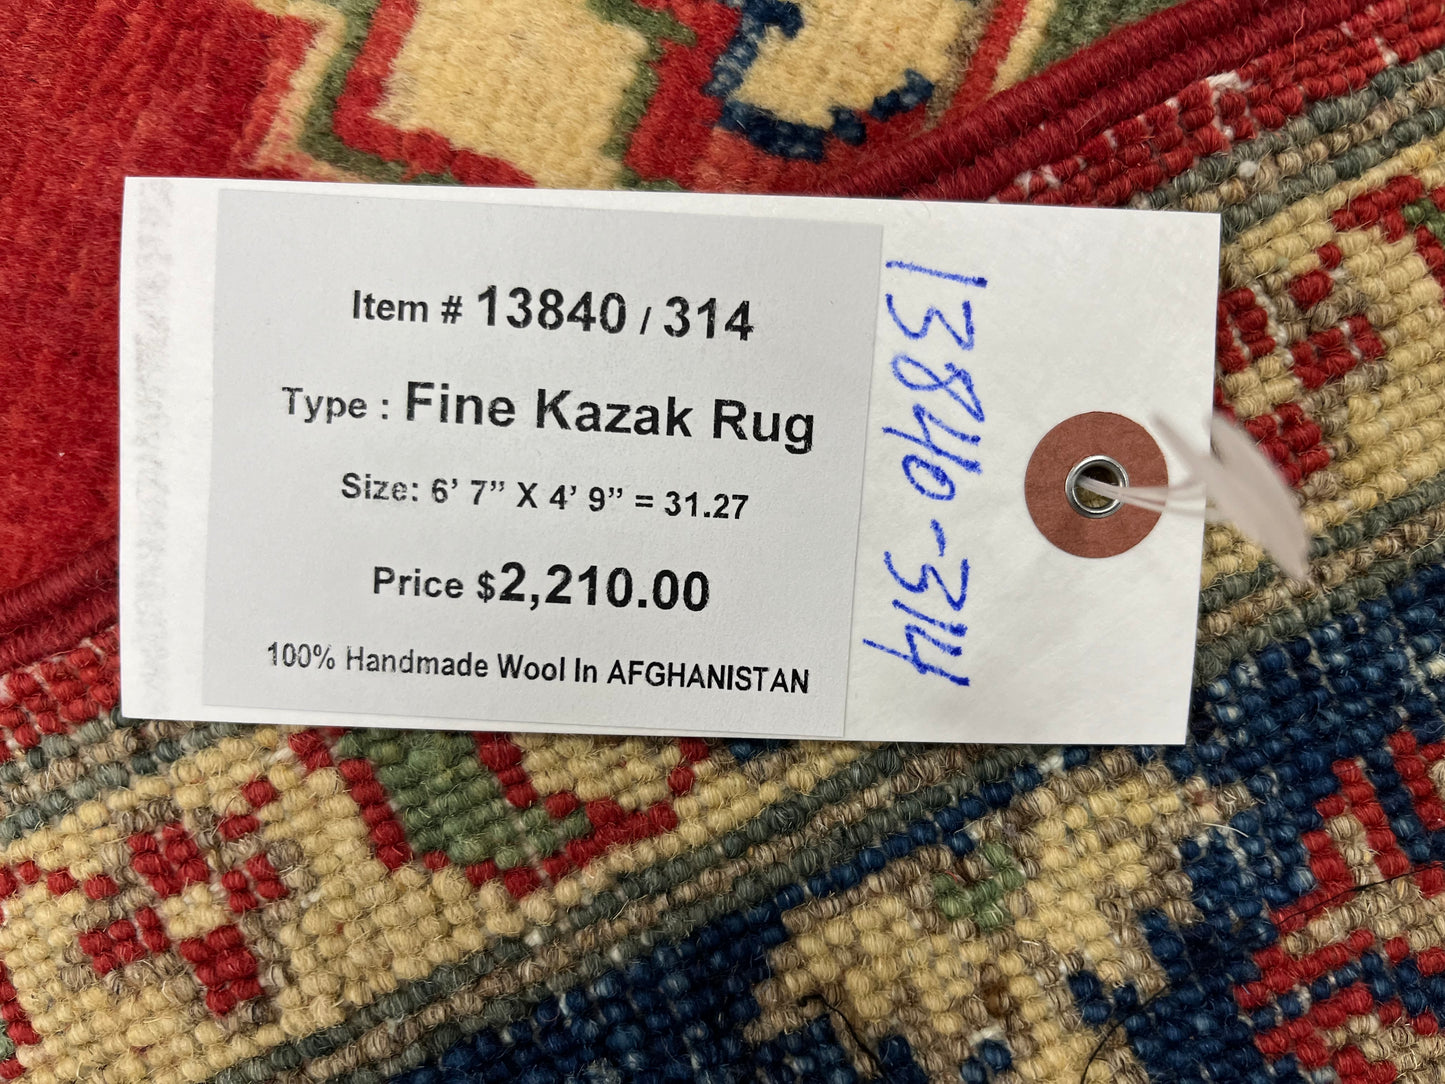 Item # 13840 / 314
Type : Fine Kazak Rug
Size: 6’ 7” X 4’ 9” = 31.27
Price $2,210.00
100% Handmade Wool In AFGHANISTAN
13840-314